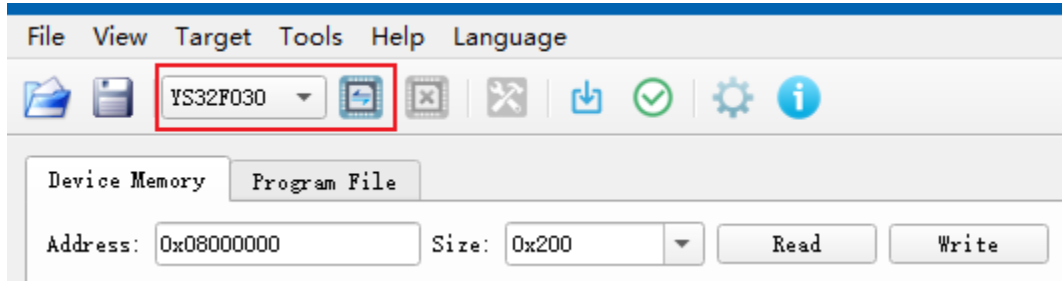 File View Target Tools Help Language
YS32F030
Device Memory Program File
Address: 0x08000000 Size: 0x200 Read Write